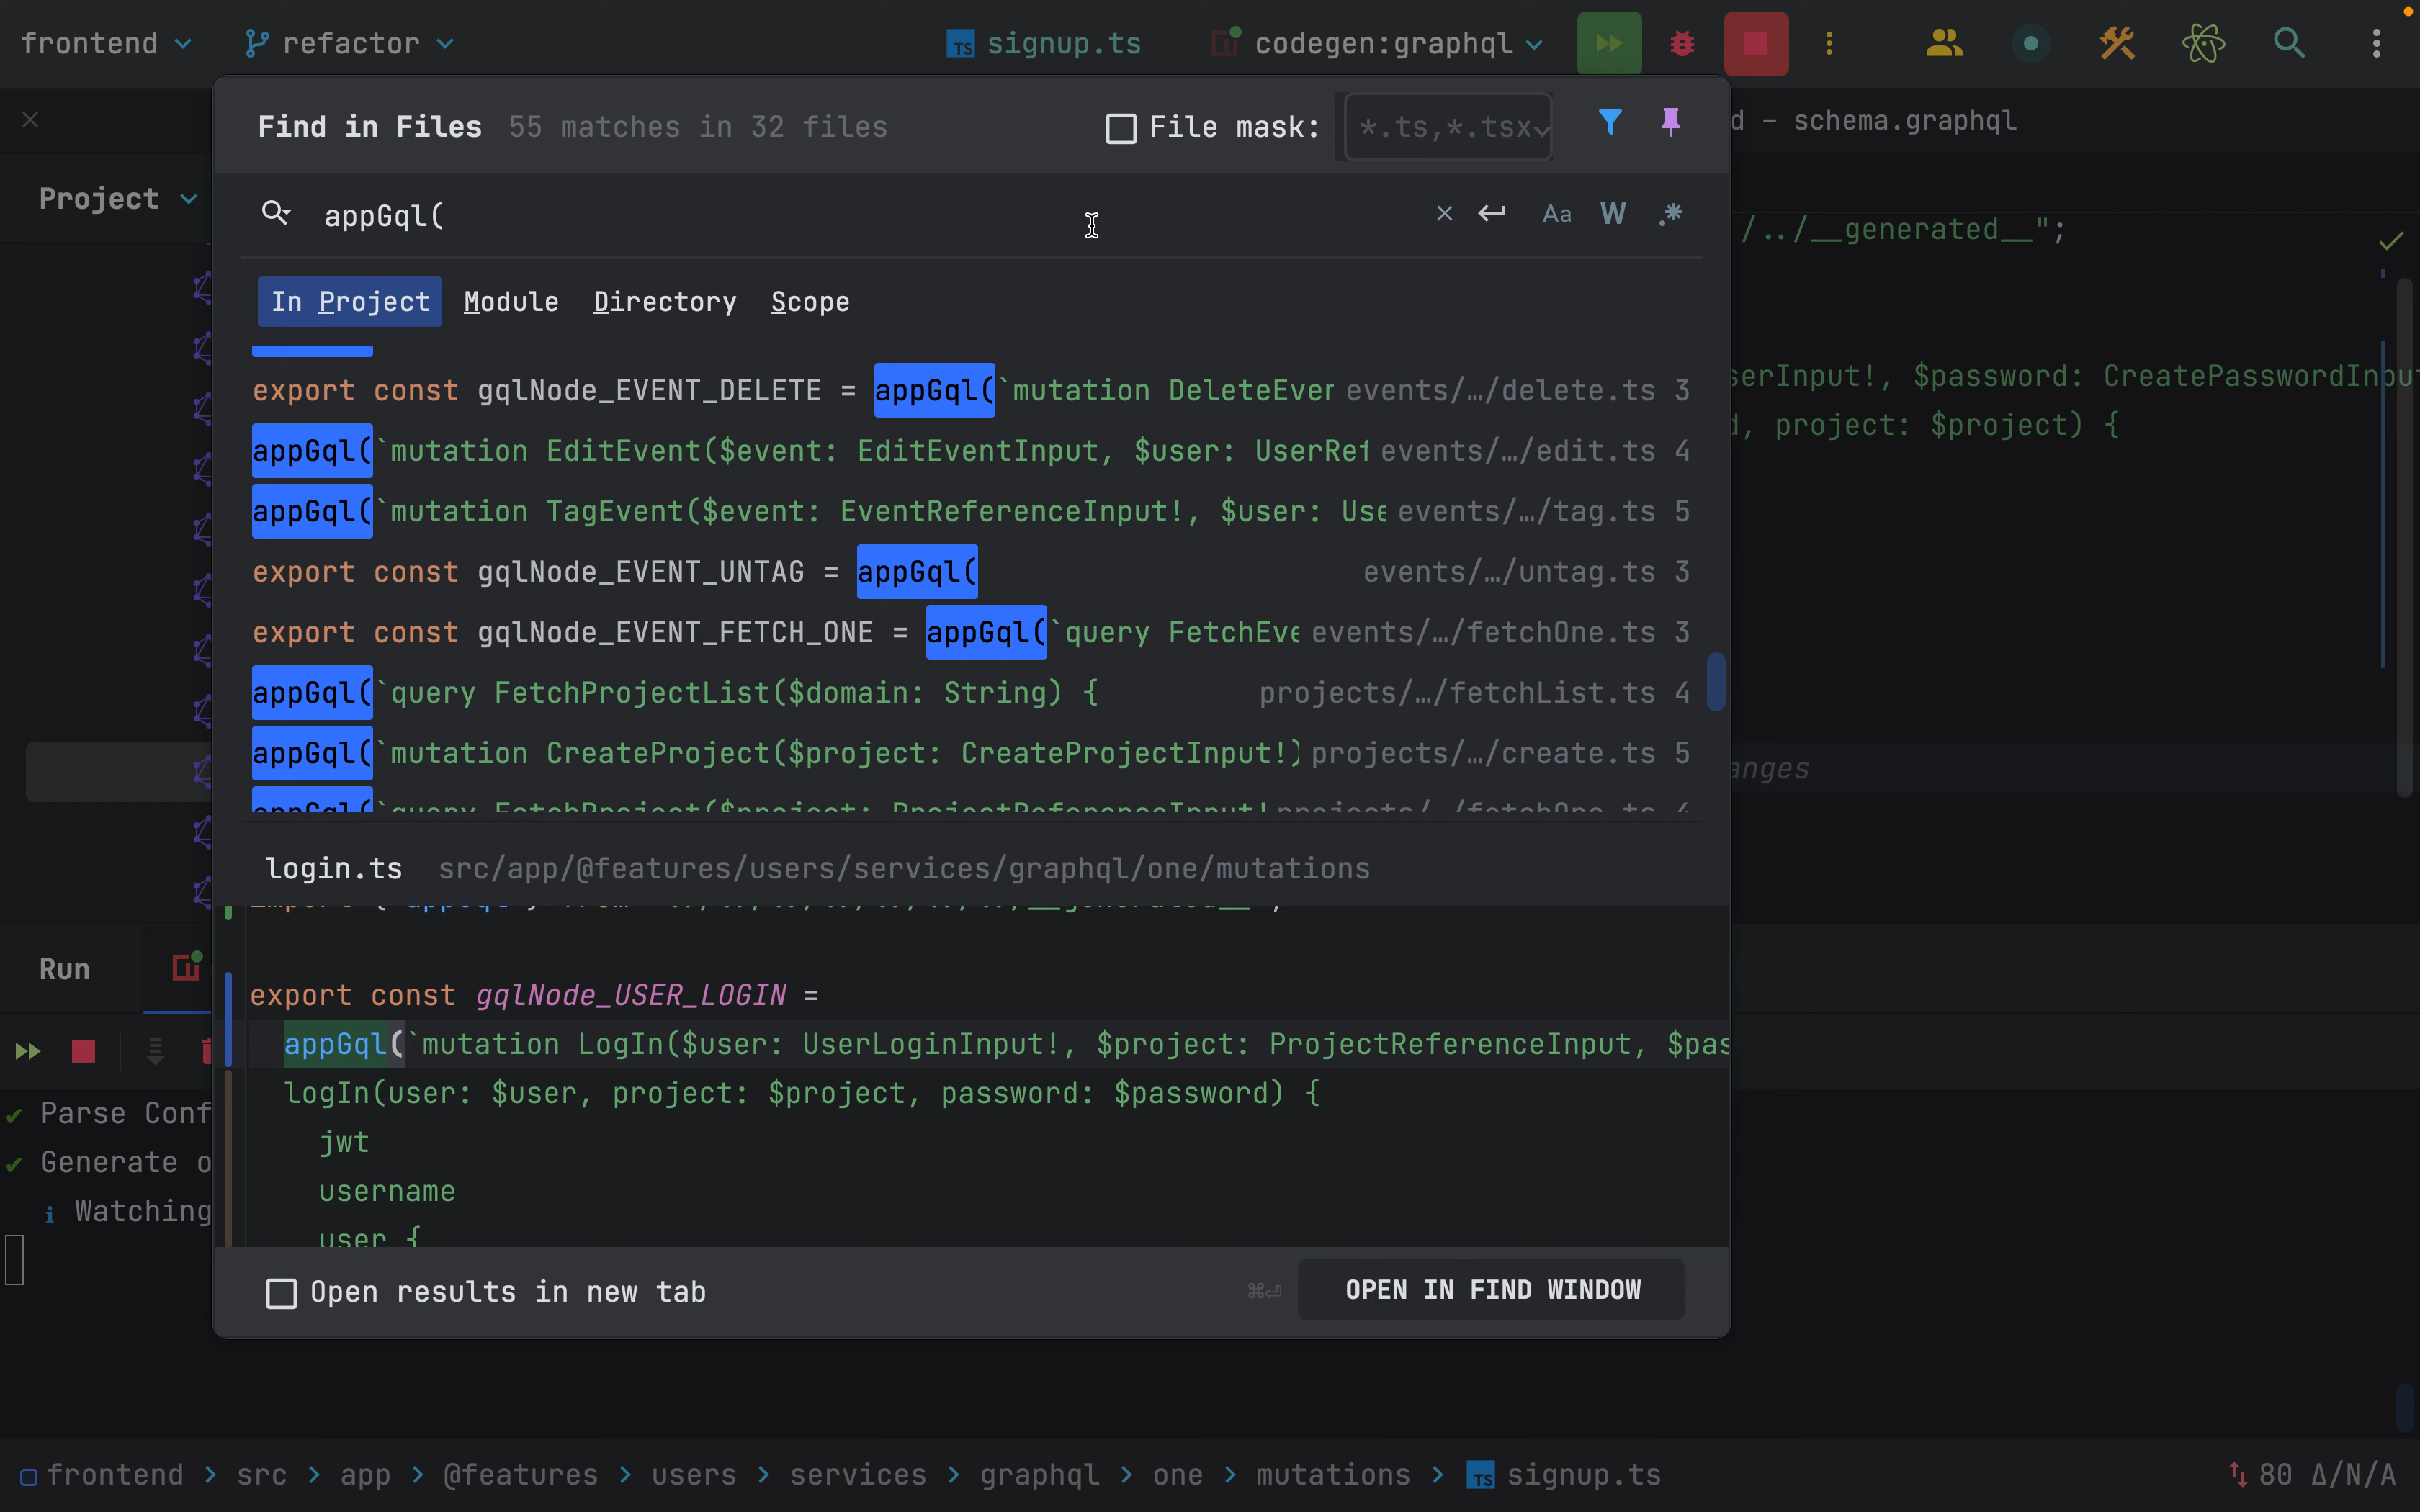 frontend refactor signup.ts codegen:graphql
Find in Files 55 matches in 32 files File mask: *.ts,*.tsx
d – schema.graphql
Project
appGql( Aa W .*
/../__generated__";
In Project Module Directory Scope
export const gqlNode_EVENT_DELETE = appGql(`mutation DeleteEver events/…/delete.ts 3
serInput!, $password: CreatePasswordInput
d, project: $project) {
appGql(`mutation EditEvent($event: EditEventInput, $user: UserRef events/…/edit.ts 4
appGql(`mutation TagEvent($event: EventReferenceInput!, $user: Use events/…/tag.ts 5
export const gqlNode_EVENT_UNTAG = appGql( events/…/untag.ts 3
export const gqlNode_EVENT_FETCH_ONE = appGql(`query FetchEve events/…/fetchOne.ts 3
appGql(`query FetchProjectList($domain: String) { projects/…/fetchList.ts 4
appGql(`mutation CreateProject($project: CreateProjectInput!) projects/…/create.ts 5
anges
appGql(`query FetchProject($project: ProjectReferenceInput! projects/…/fetchOne.ts 4
login.ts src/app/@features/users/services/graphql/one/mutations
Run
export const gqlNode_USER_LOGIN =
appGql(`mutation LogIn($user: UserLoginInput!, $project: ProjectReferenceInput, $pas
logIn(user: $user, project: $project, password: $password) {
Parse Conf
jwt
Generate o
username
Watching
user {
Open results in new tab ⌘⏎ OPEN IN FIND WINDOW
frontend > src > app > @features > users > services > graphql > one > mutations > TS signup.ts 80 Δ/N/A